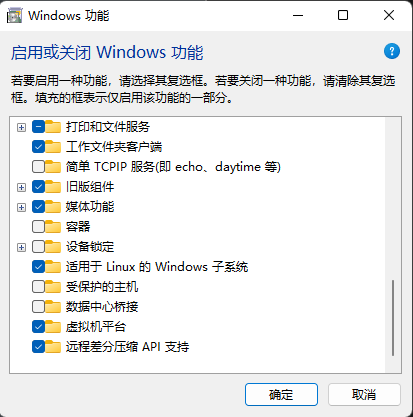 Windows 功能
启用或关闭 Windows 功能
若要启用一种功能，请选择其复选框。若要关闭一种功能，请清除其复选
框。填充的框表示仅启用该功能的一部分。
打印和文件服务
工作文件夹客户端
简单 TCPIP 服务(即 echo、daytime 等)
旧版组件
媒体功能
容器
设备锁定
适用于 Linux 的 Windows 子系统
受保护的主机
数据中心桥接
虚拟机平台
远程差分压缩 API 支持
确定
取消